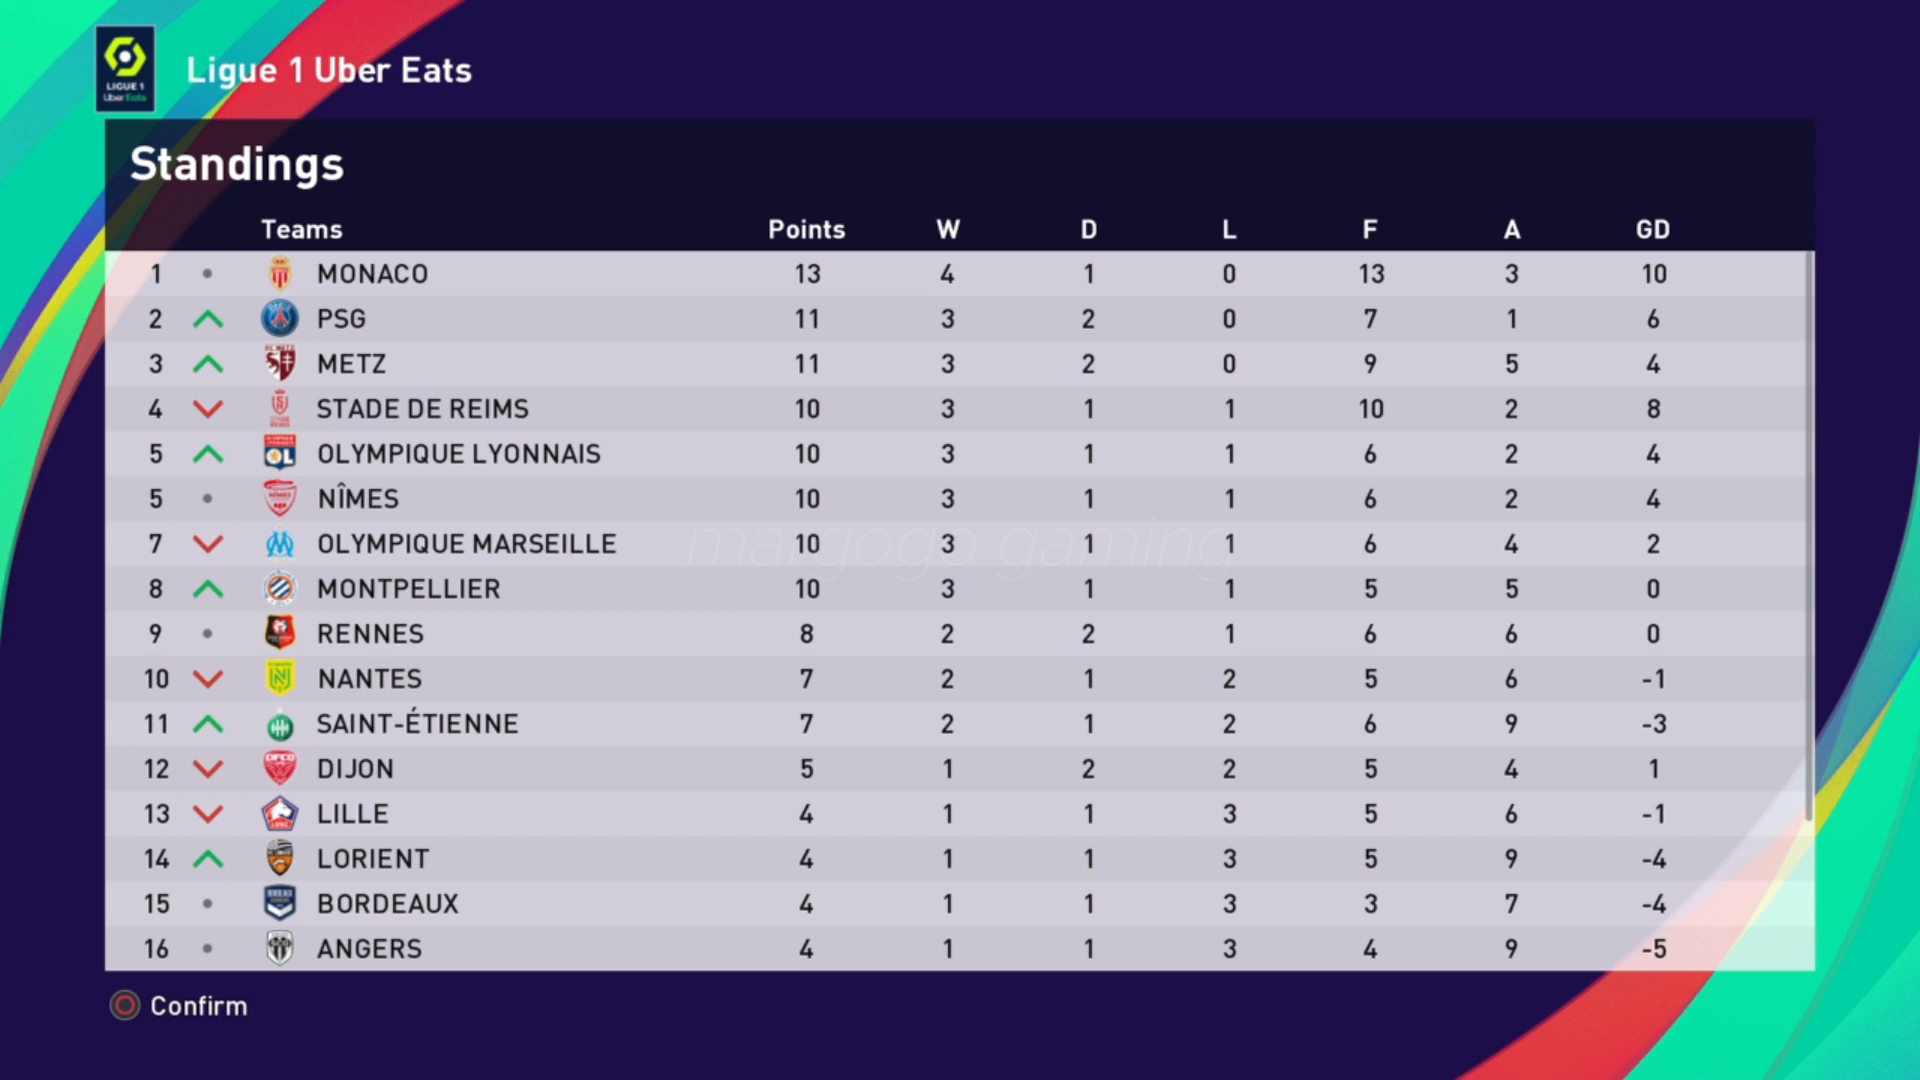 LIGUE 1
Uber Eats
Ligue 1 Uber Eats
Standings
Teams Points W D L F A GD
1 MONACO 13 4 1 0 13 3 10
2 PSG 11 3 2 0 7 1 6
3 METZ 11 3 2 0 9 5 4
4 STADE DE REIMS 10 3 1 1 10 2 8
5 OLYMPIQUE LYONNAIS 10 3 1 1 6 2 4
5 NÎMES 10 3 1 1 6 2 4
7 OLYMPIQUE MARSEILLE 10 3 1 1 6 4 2
8 MONTPELLIER 10 3 1 1 5 5 0
9 RENNES 8 2 2 1 6 6 0
10 NANTES 7 2 1 2 5 6 -1
11 SAINT-ÉTIENNE 7 2 1 2 6 9 -3
12 DIJON 5 1 2 2 5 4 1
13 LILLE 4 1 1 3 5 6 -1
14 LORIENT 4 1 1 3 5 9 -4
15 BORDEAUX 4 1 1 3 3 7 -4
16 ANGERS 4 1 1 3 4 9 -5
Confirm